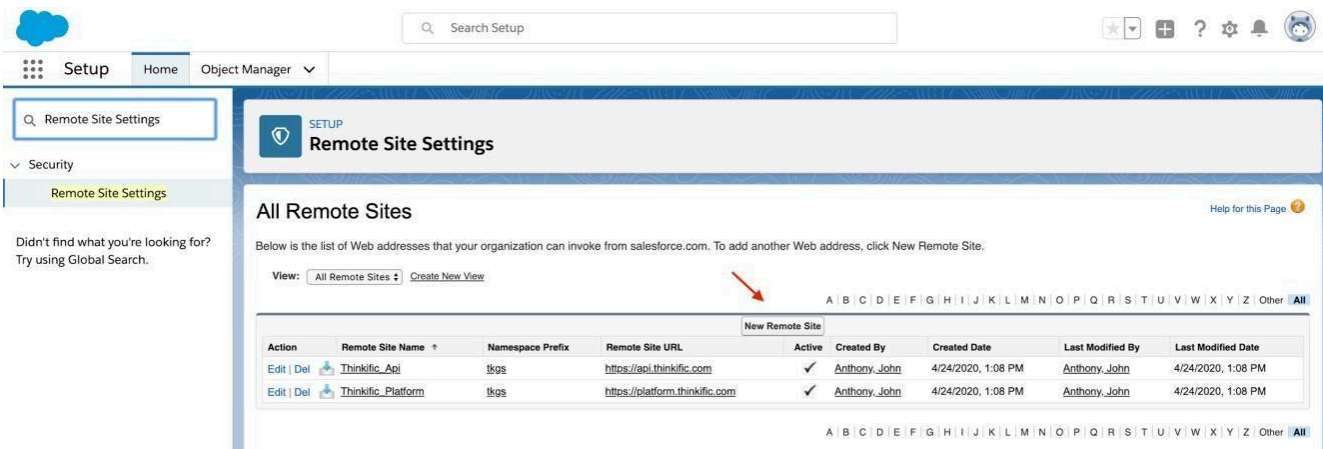 Search Setup
Setup Home Object Manager
Remote Site Settings
Security
Remote Site Settings
Didn't find what you're looking for?
Try using Global Search.
SETUP
Remote Site Settings
All Remote Sites
Help for this Page
Below is the list of Web addresses that your organization can invoke from salesforce.com. To add another Web address, click New Remote Site.
View: All Remote Sites Create New View
A | B | C | D | E | F | G | H | I | J | K | L | M | N | O | P | Q | R | S | T | U | V | W | X | Y | Z | Other All
New Remote Site
Action Remote Site Name ↑ Namespace Prefix Remote Site URL Active Created By Created Date Last Modified By Last Modified Date
Edit | Del Thinkific_Api tkgs https://api.thinkific.com ✓ Anthony, John 4/24/2020, 1:08 PM Anthony, John 4/24/2020, 1:08 PM
Edit | Del Thinkific_Platform tkgs https://platform.thinkific.com ✓ Anthony, John 4/24/2020, 1:08 PM Anthony, John 4/24/2020, 1:08 PM
A | B | C | D | E | F | G | H | I | J | K | L | M | N | O | P | Q | R | S | T | U | V | W | X | Y | Z | Other All